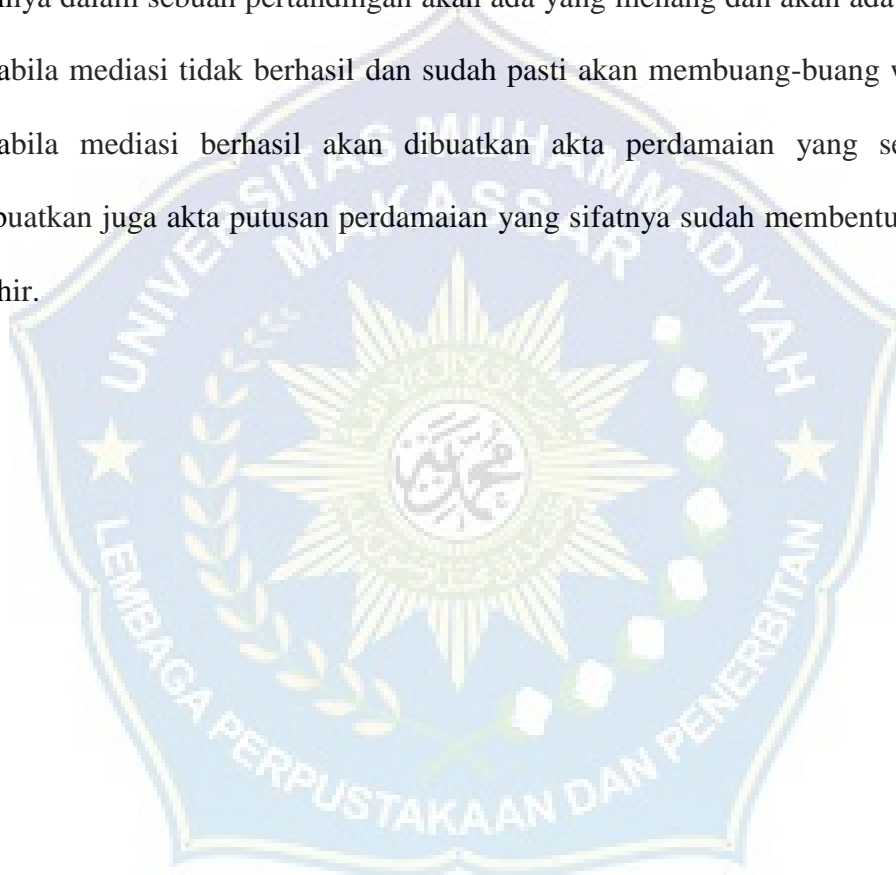 nya dalam sebuah pertandingan akan ada yang menang dan akan ada
abila mediasi tidak berhasil dan sudah pasti akan membuang-buang
abila mediasi berhasil akan dibuatkan akta perdamaian yang se
buatkan juga akta putusan perdamaian yang sifatnya sudah membentu
hir.
UNIVERSITAS MUHAMMADIYAH
MAKASSAR
LEMBAGA PERPUSTAKAAN DAN PENERBITAN